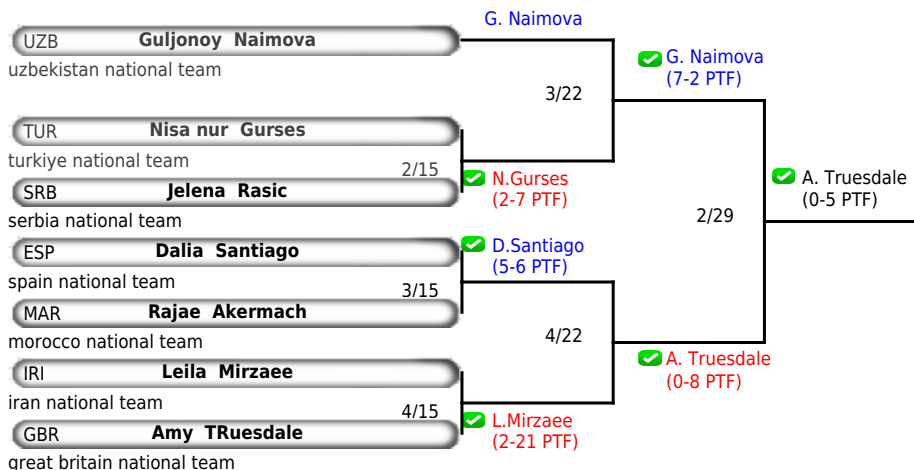 G. Naimova
UZB Guljonoy Naimova
uzbekistan national team
G. Naimova
(7-2 PTF)
3/22
TUR Nisa nur Gurses
turkiye national team
2/15
N.Gurses
(2-7 PTF)
SRB Jelena Rasic
serbia national team
A. Truesdale
(0-5 PTF)
2/29
ESP Dalia Santiago
spain national team
D.Santiago
(5-6 PTF)
3/15
MAR Rajae Akermach
morocco national team
4/22
A. Truesdale
(0-8 PTF)
IRI Leila Mirzaee
iran national team
4/15
L.Mirzaee
(2-21 PTF)
GBR Amy TRuesdale
great britain national team